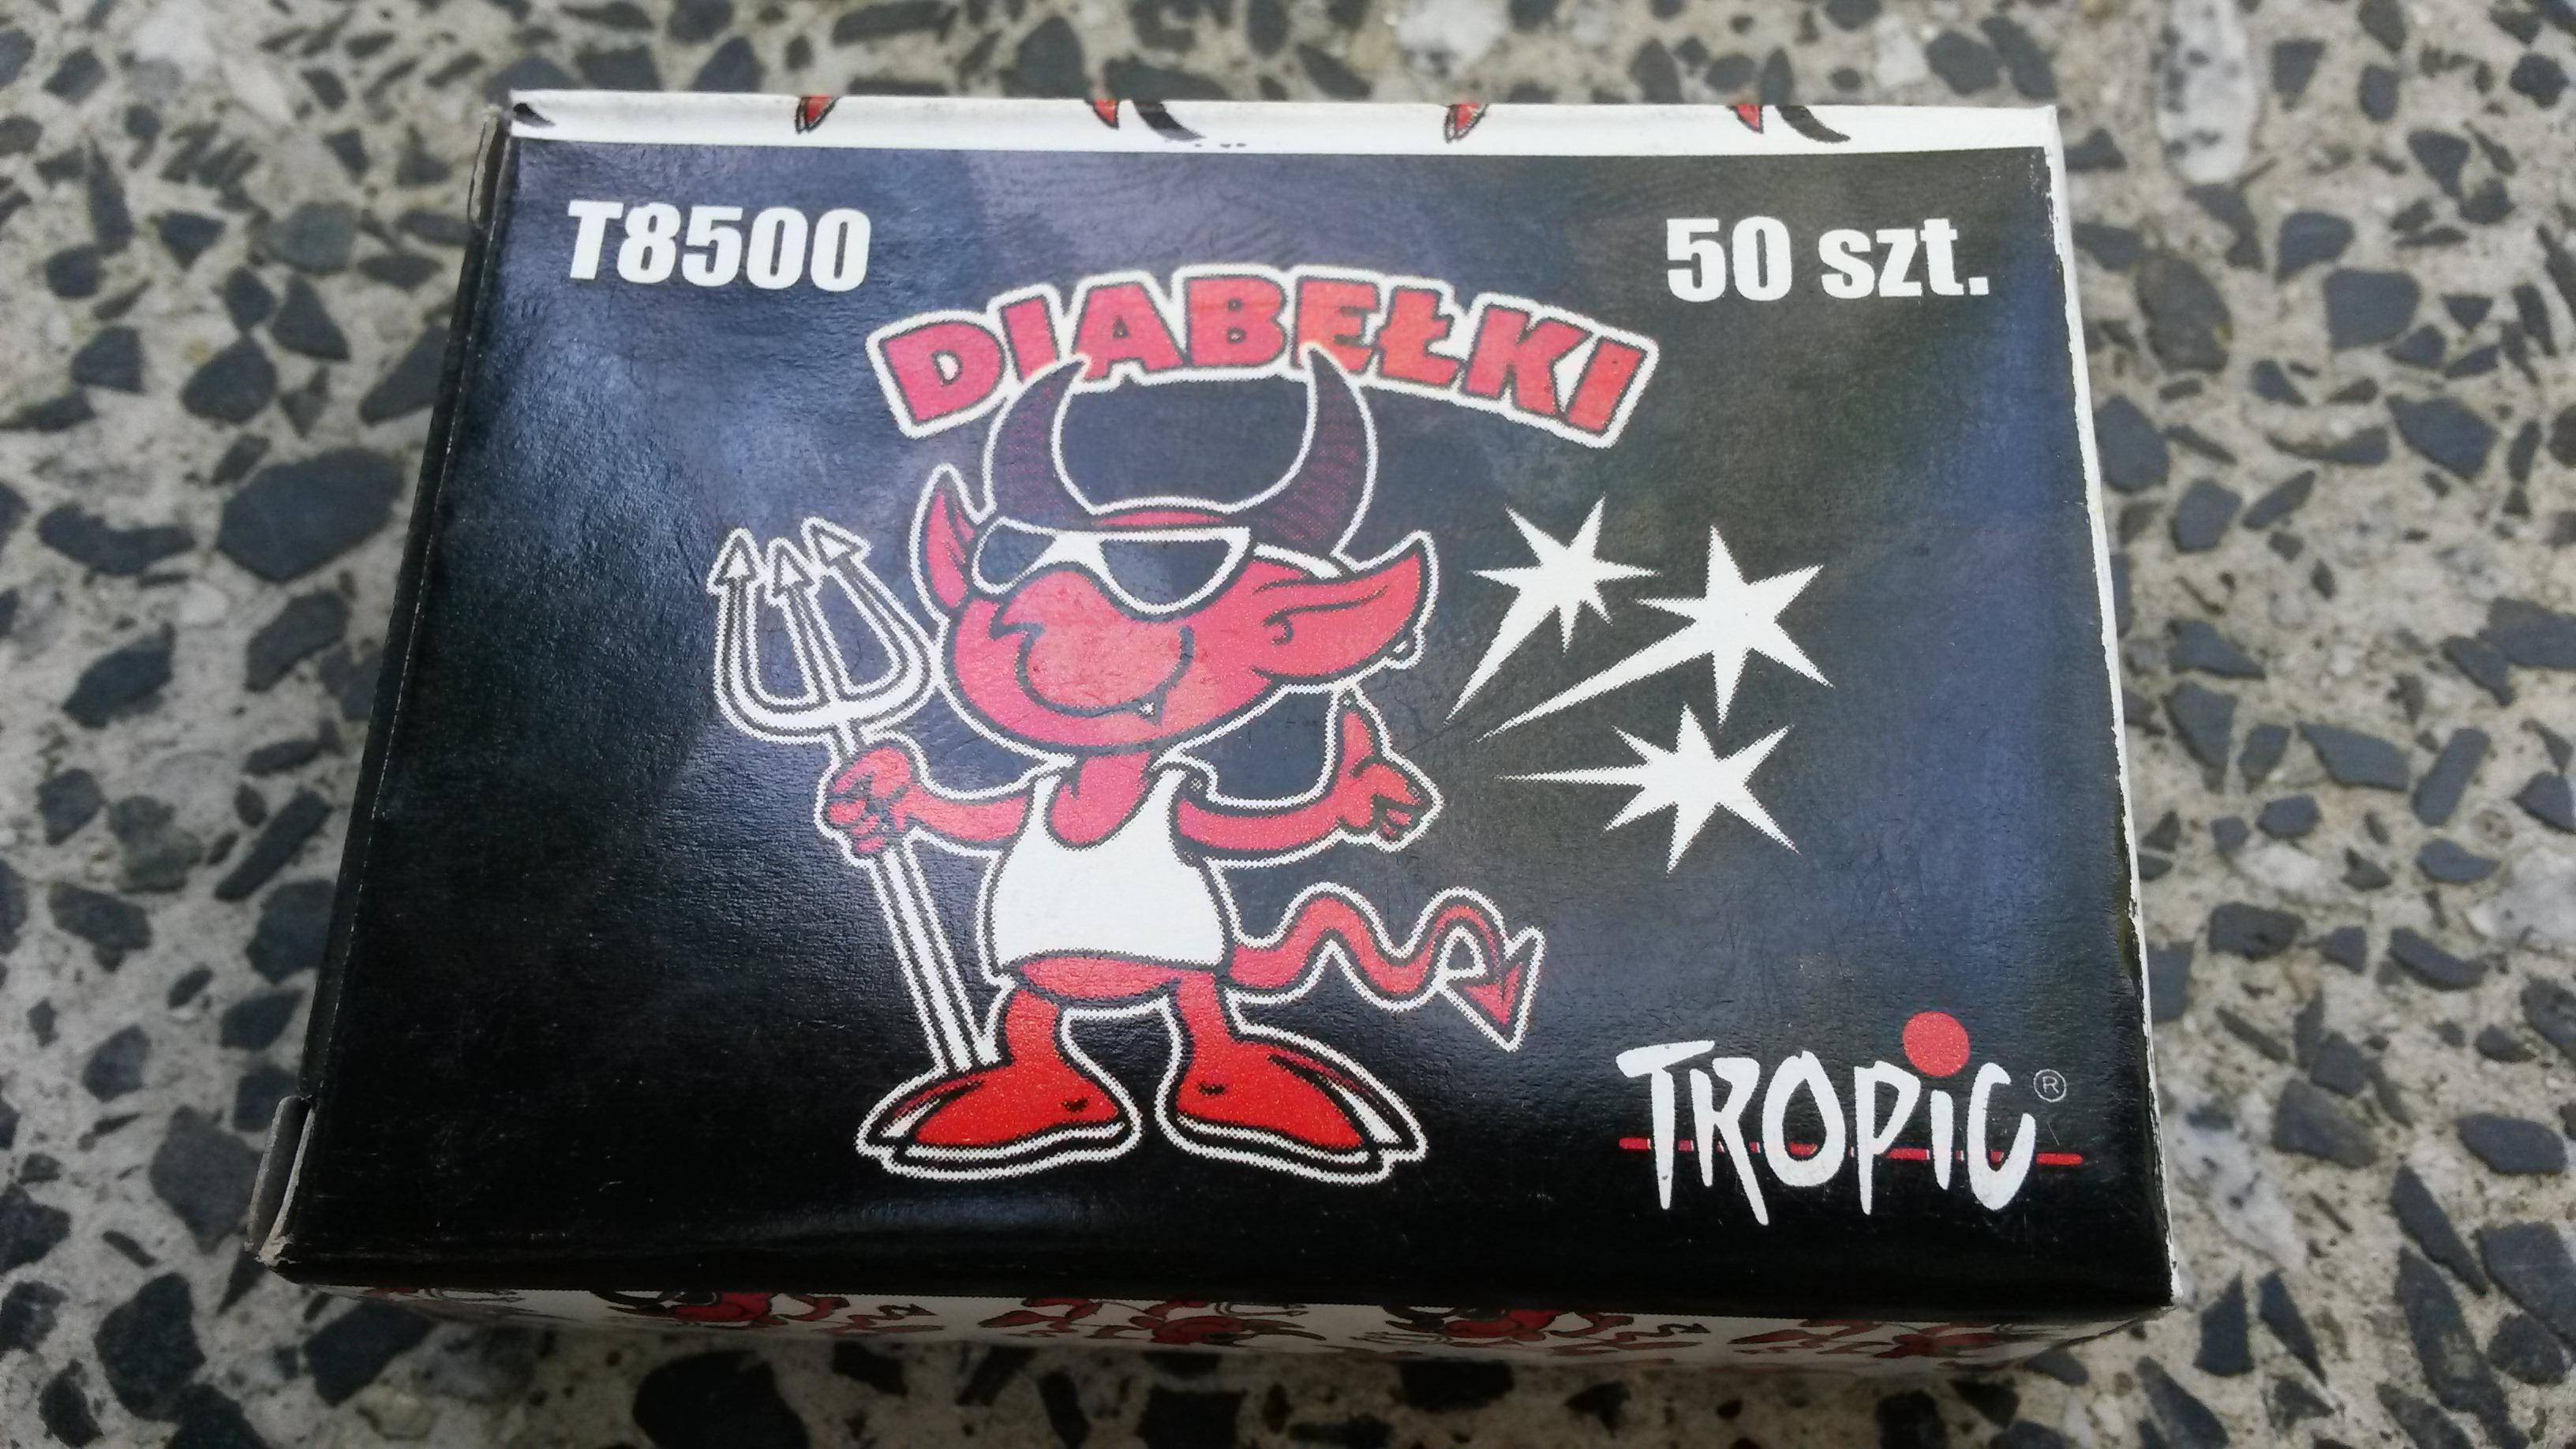 T8500
50 szt.
DIABEŁKI
TROPIC®